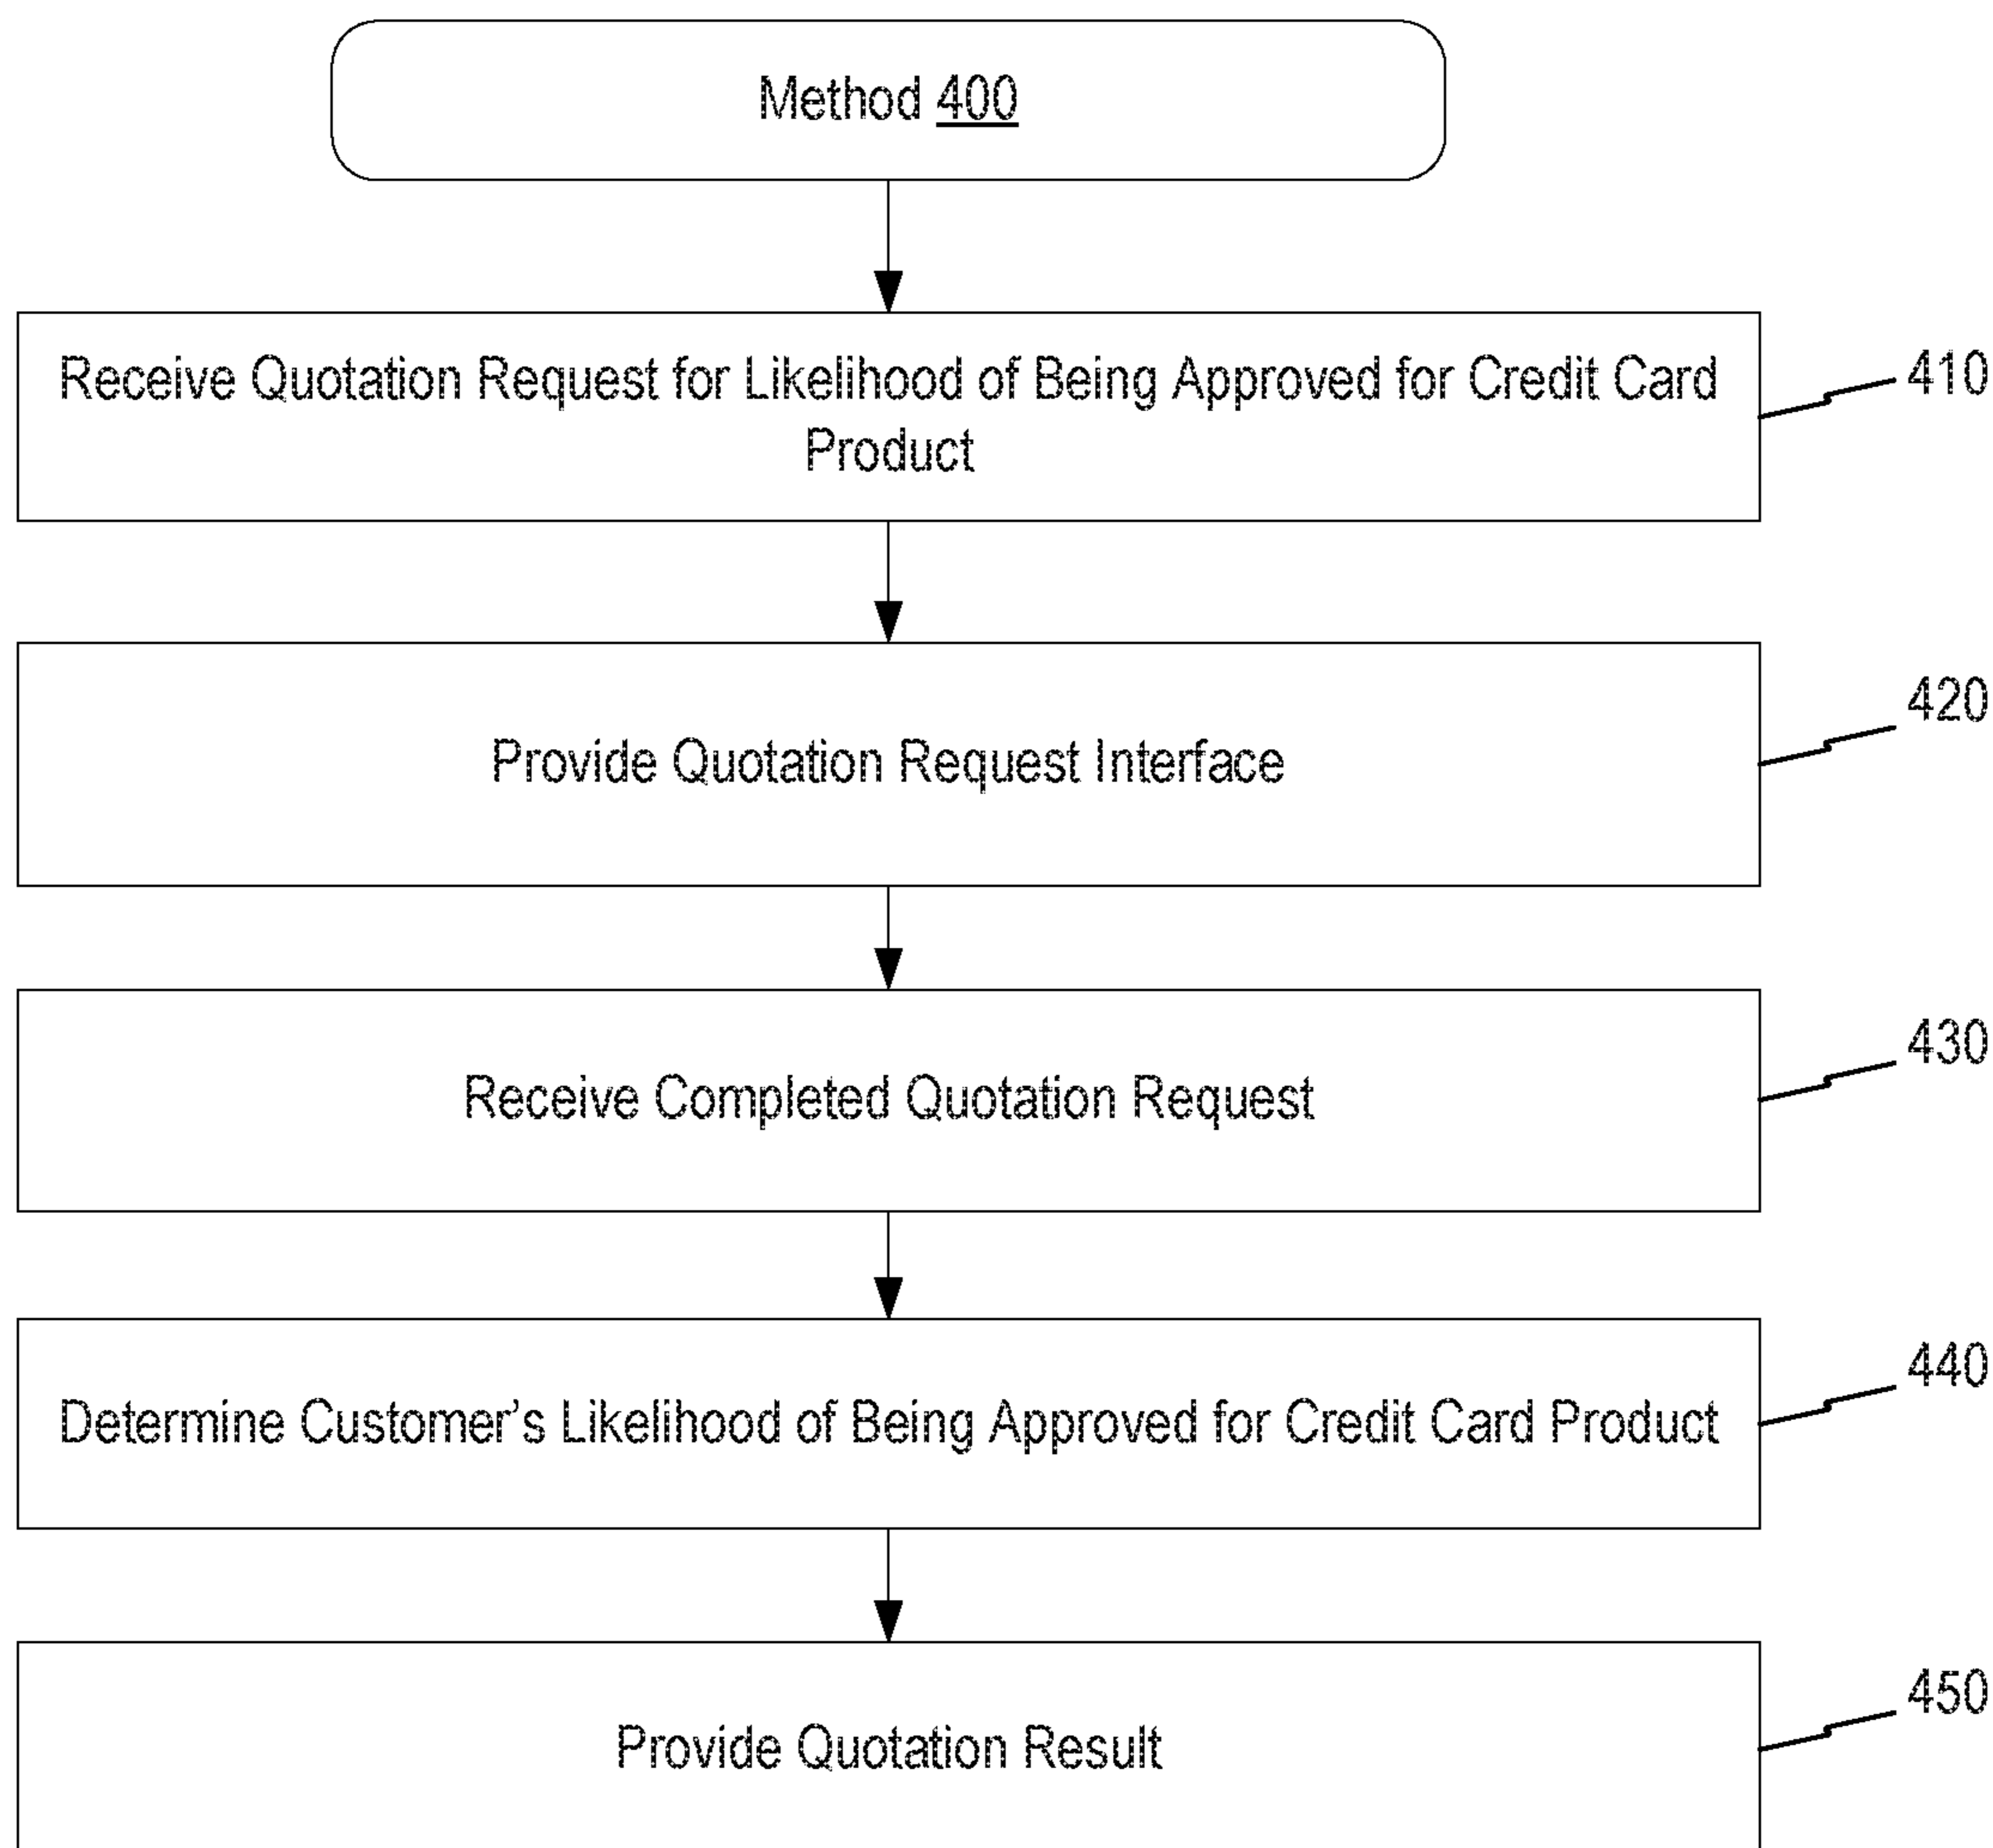 Method 400
Receive Quotation Request for Likelihood of Being Approved for Credit Card
Product
410
Provide Quotation Request Interface
420
Receive Completed Quotation Request
430
Determine Customer's Likelihood of Being Approved for Credit Card Product
440
Provide Quotation Result
450